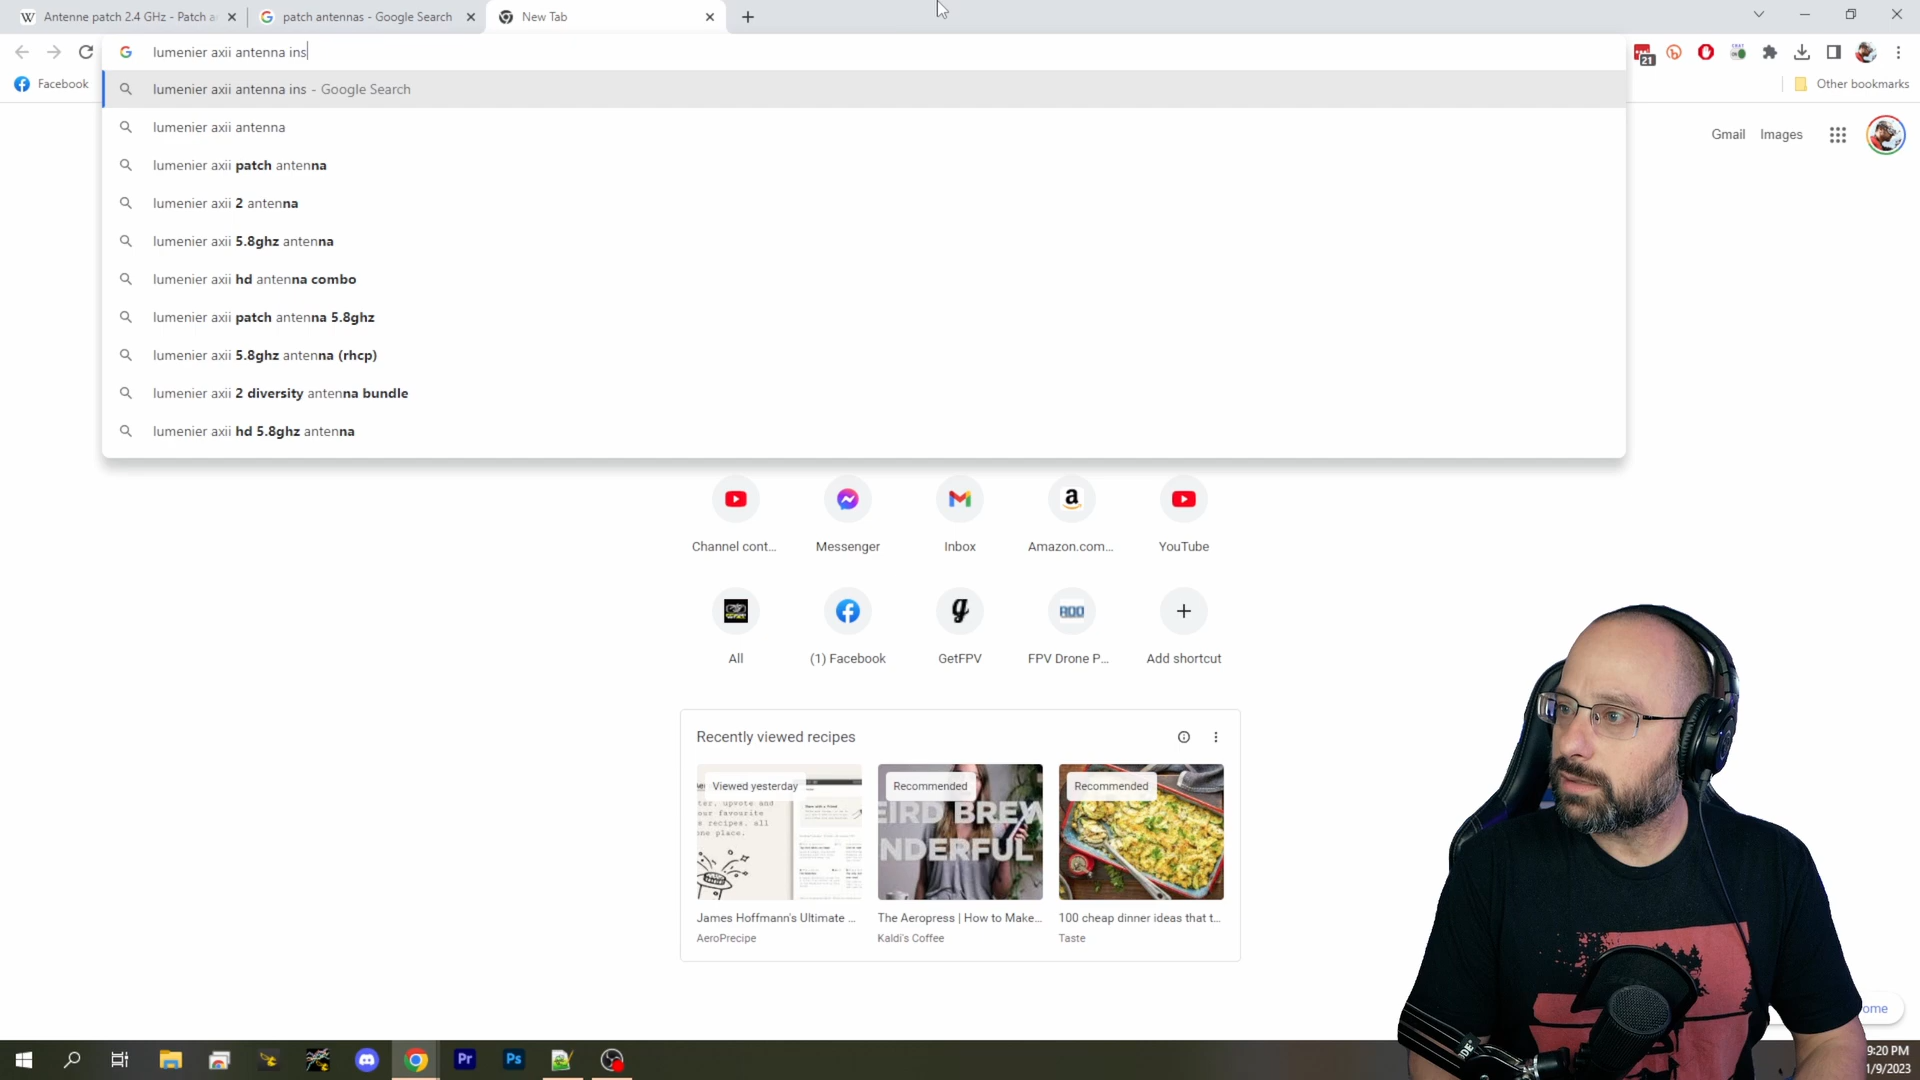 Antenne patch 2.4 GHz - Patch a
patch antennas - Google Search
New Tab
lumenier axii antenna ins
21
Facebook
Other bookmarks
lumenier axii antenna ins - Google Search
lumenier axii antenna
lumenier axii patch antenna
lumenier axii 2 antenna
lumenier axii 5.8ghz antenna
lumenier axii hd antenna combo
lumenier axii patch antenna 5.8ghz
lumenier axii 5.8ghz antenna (rhcp)
lumenier axii 2 diversity antenna bundle
lumenier axii hd 5.8ghz antenna
Gmail
Images
Channel cont...
Messenger
Inbox
Amazon.com...
YouTube
All
(1) Facebook
GetFPV
FPV Drone P...
Add shortcut
Recently viewed recipes
Viewed yesterday
Recommended
Recommended
James Hoffmann's Ultimate ...
The Aeropress | How to Make...
100 cheap dinner ideas that t...
AeroPrecipe
Kaldi's Coffee
Taste
ome
Pr
Ps
9:20 PM
1/9/2023